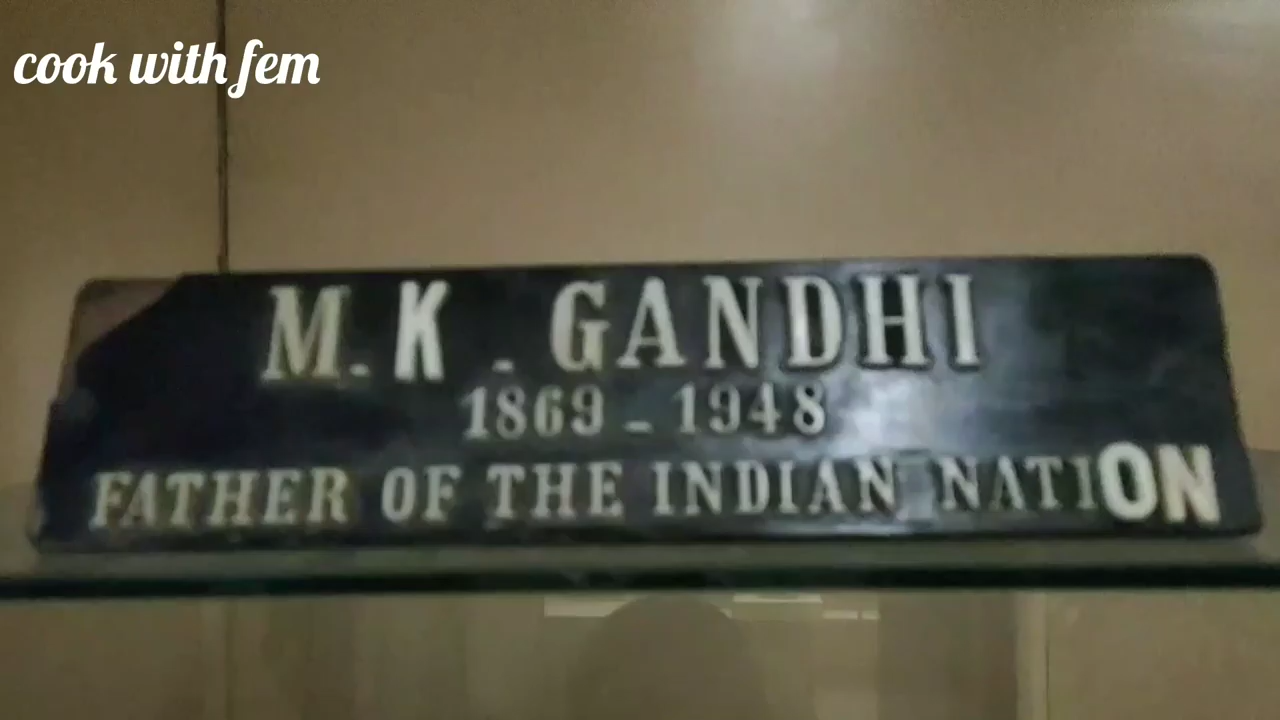 cook with fem
M. K. GANDHI
1869 - 1948
FATHER OF THE INDIAN NATION